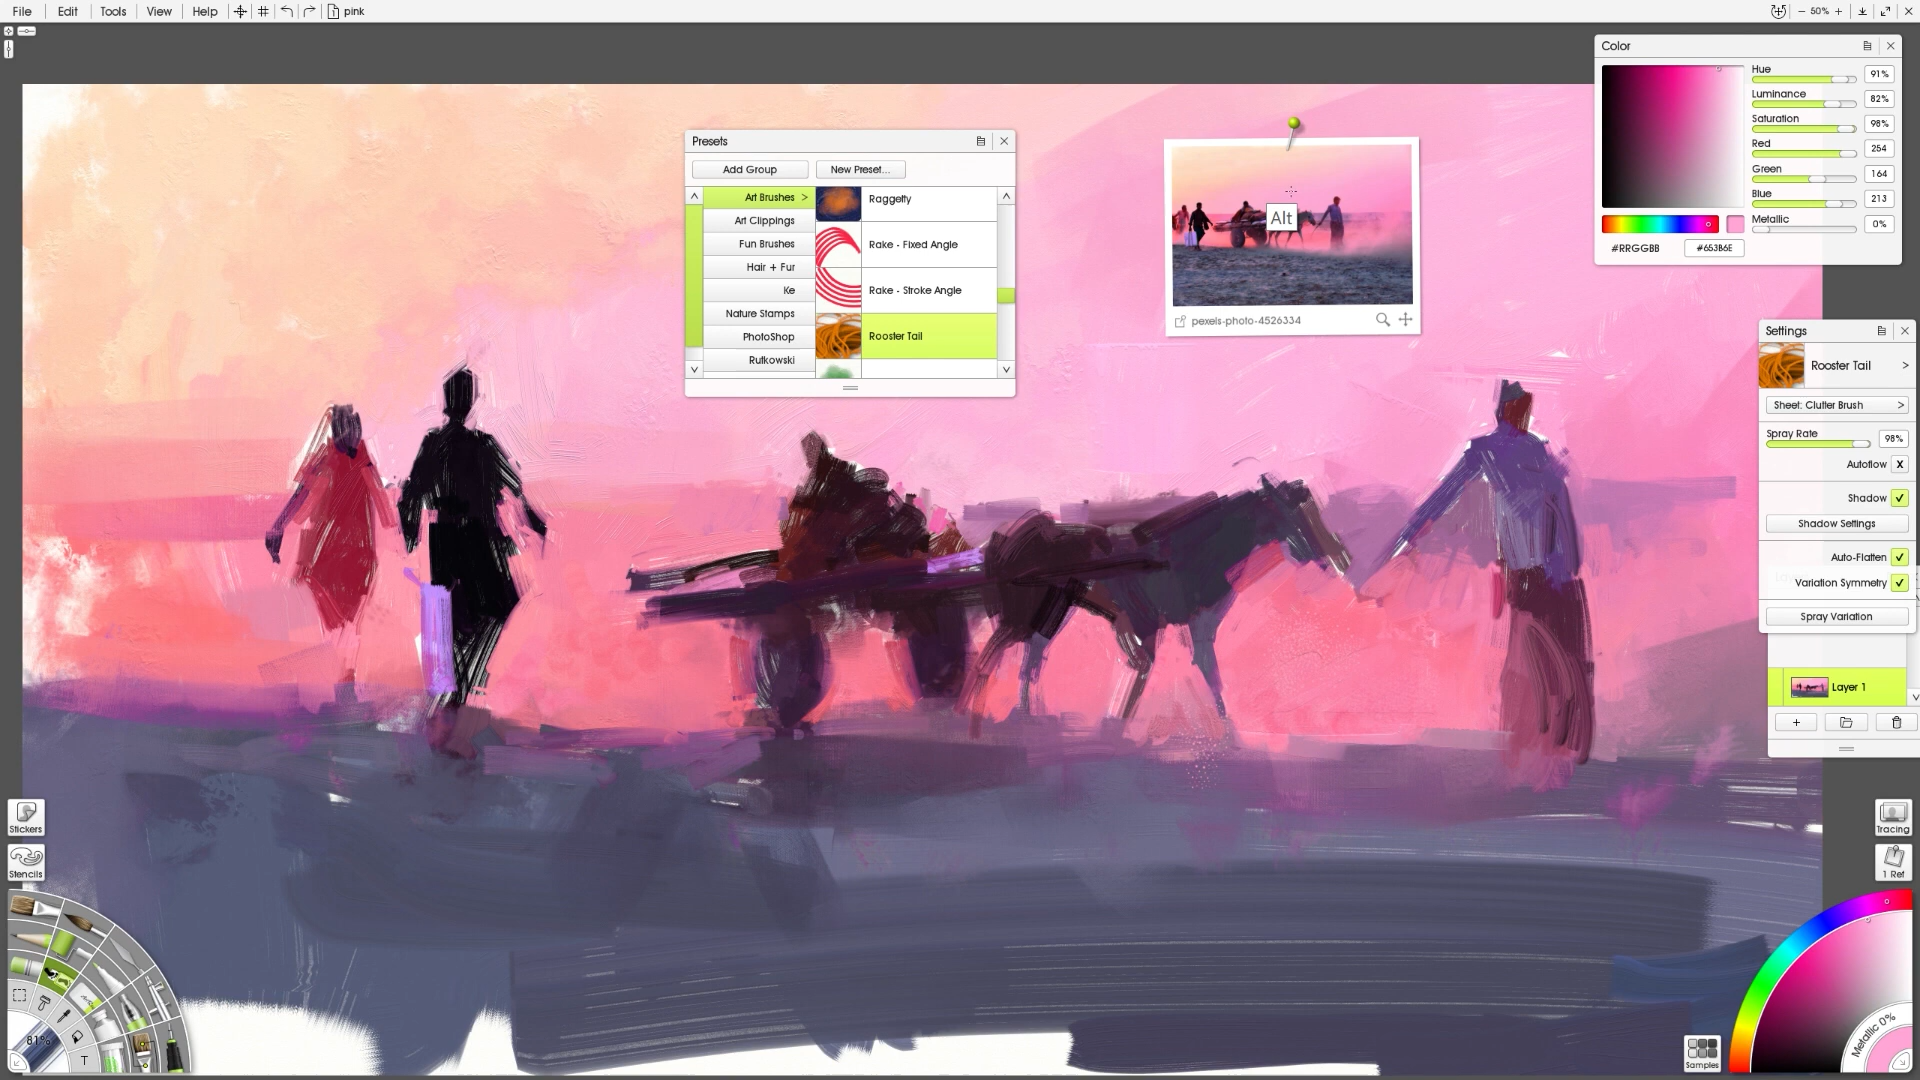 File Edit Tools View Help pink
50%
Color
Hue 91%
Luminance 82%
Saturation 98%
Red 254
Green 164
Blue 213
Metallic 0%
#RRGGBB #653B6E
Presets
Add Group New Preset...
Art Brushes >
Art Clippings
Fun Brushes
Hair + Fur
Ke
Nature Stamps
PhotoShop
Rutkowski
Raggetty
Rake - Fixed Angle
Rake - Stroke Angle
Rooster Tail
Alt
pexels-photo-4526334
Settings
Rooster Tail >
Sheet: Clutter Brush >
Spray Rate 98%
Autoflow X
Shadow
Shadow Settings
Auto-Flatten
Variation Symmetry
Spray Variation
Layer 1
Stickers
Stencils
81%
T
Tracing
1 Ref
Samples
Metallic 0%